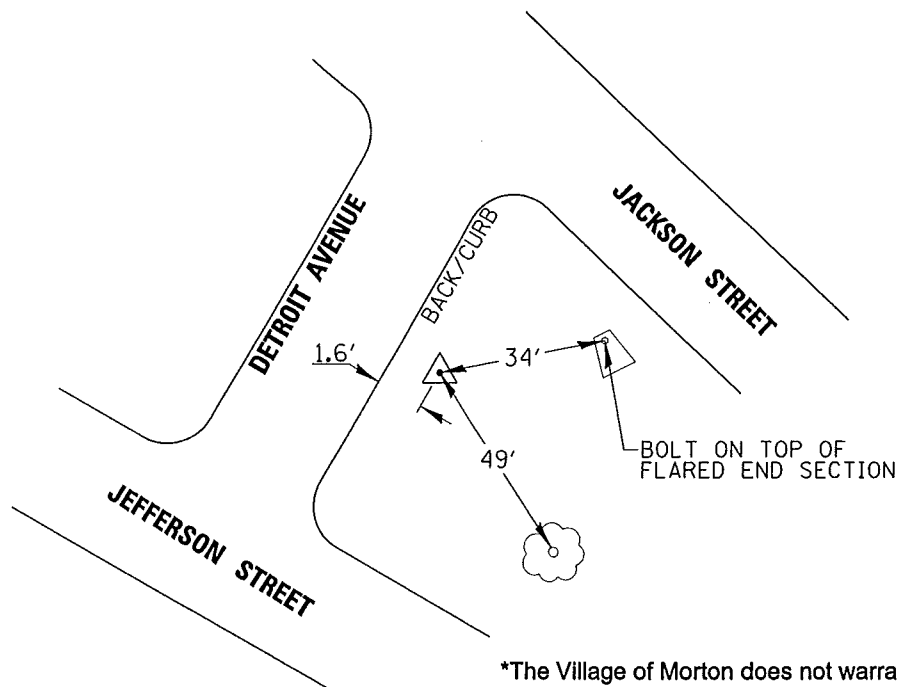 JACKSON STREET
DETROIT AVENUE
BACK/CURB
1.6'
34'
49'
BOLT ON TOP OF
FLARED END SECTION
JEFFERSON STREET
*The Village of Morton does not warra